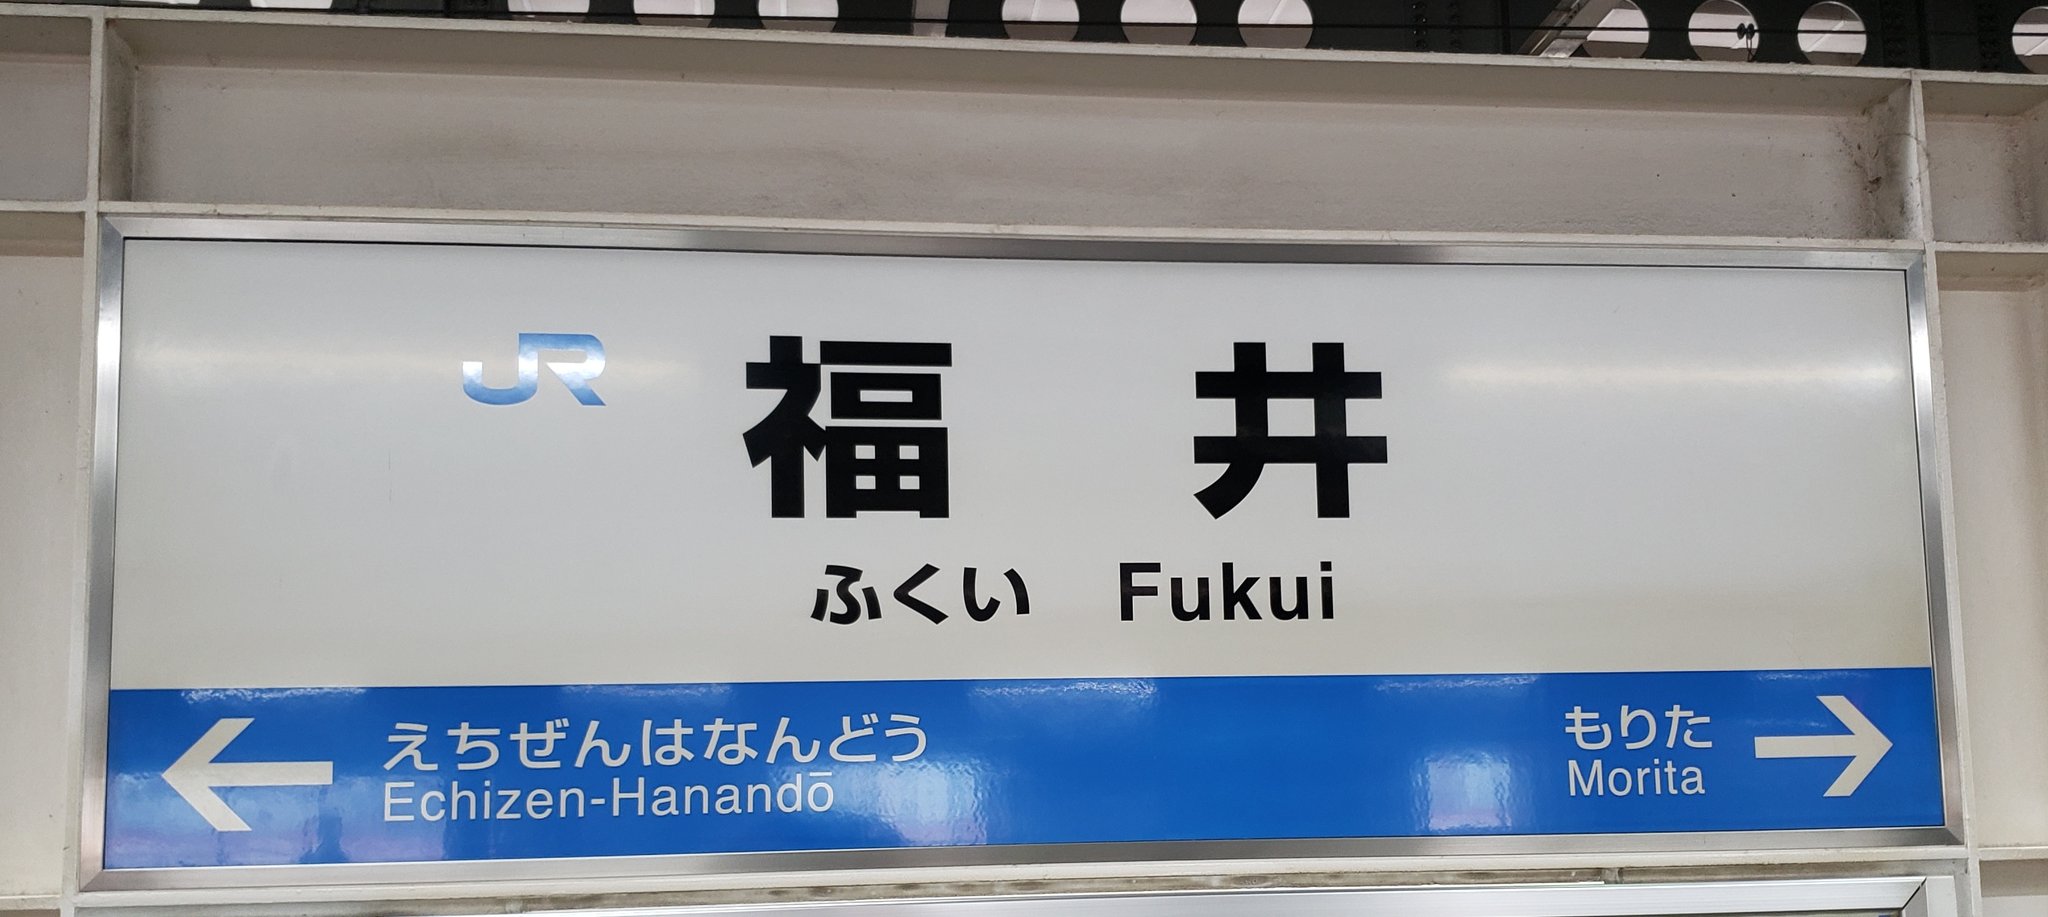 JR 福井
ふくい Fukui
えちぜんはなんどう
Echizen-Hanandō
もりた
Morita